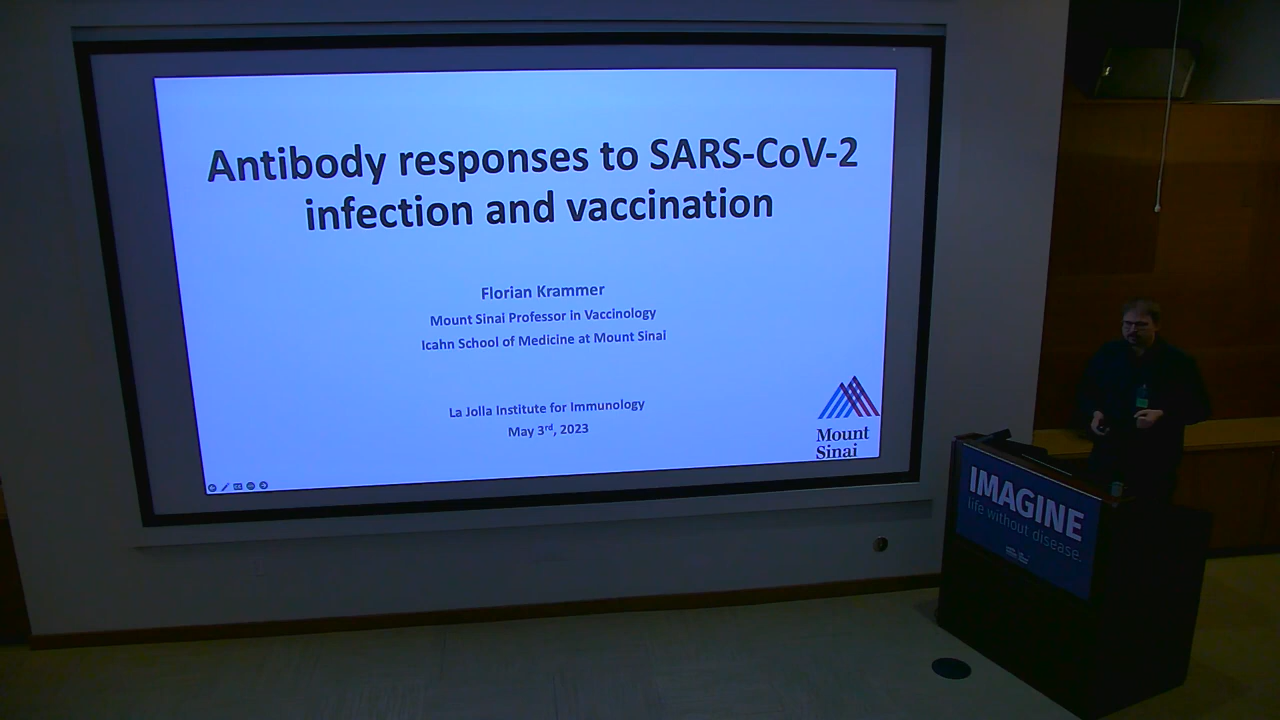 Antibody responses to SARS-CoV-2
infection and vaccination
Florian Krammer
Mount Sinai Professor in Vaccinology
Icahn School of Medicine at Mount Sinai
La Jolla Institute for Immunology
May 3rd, 2023
Mount
Sinai
IMAGINE
life without disease.